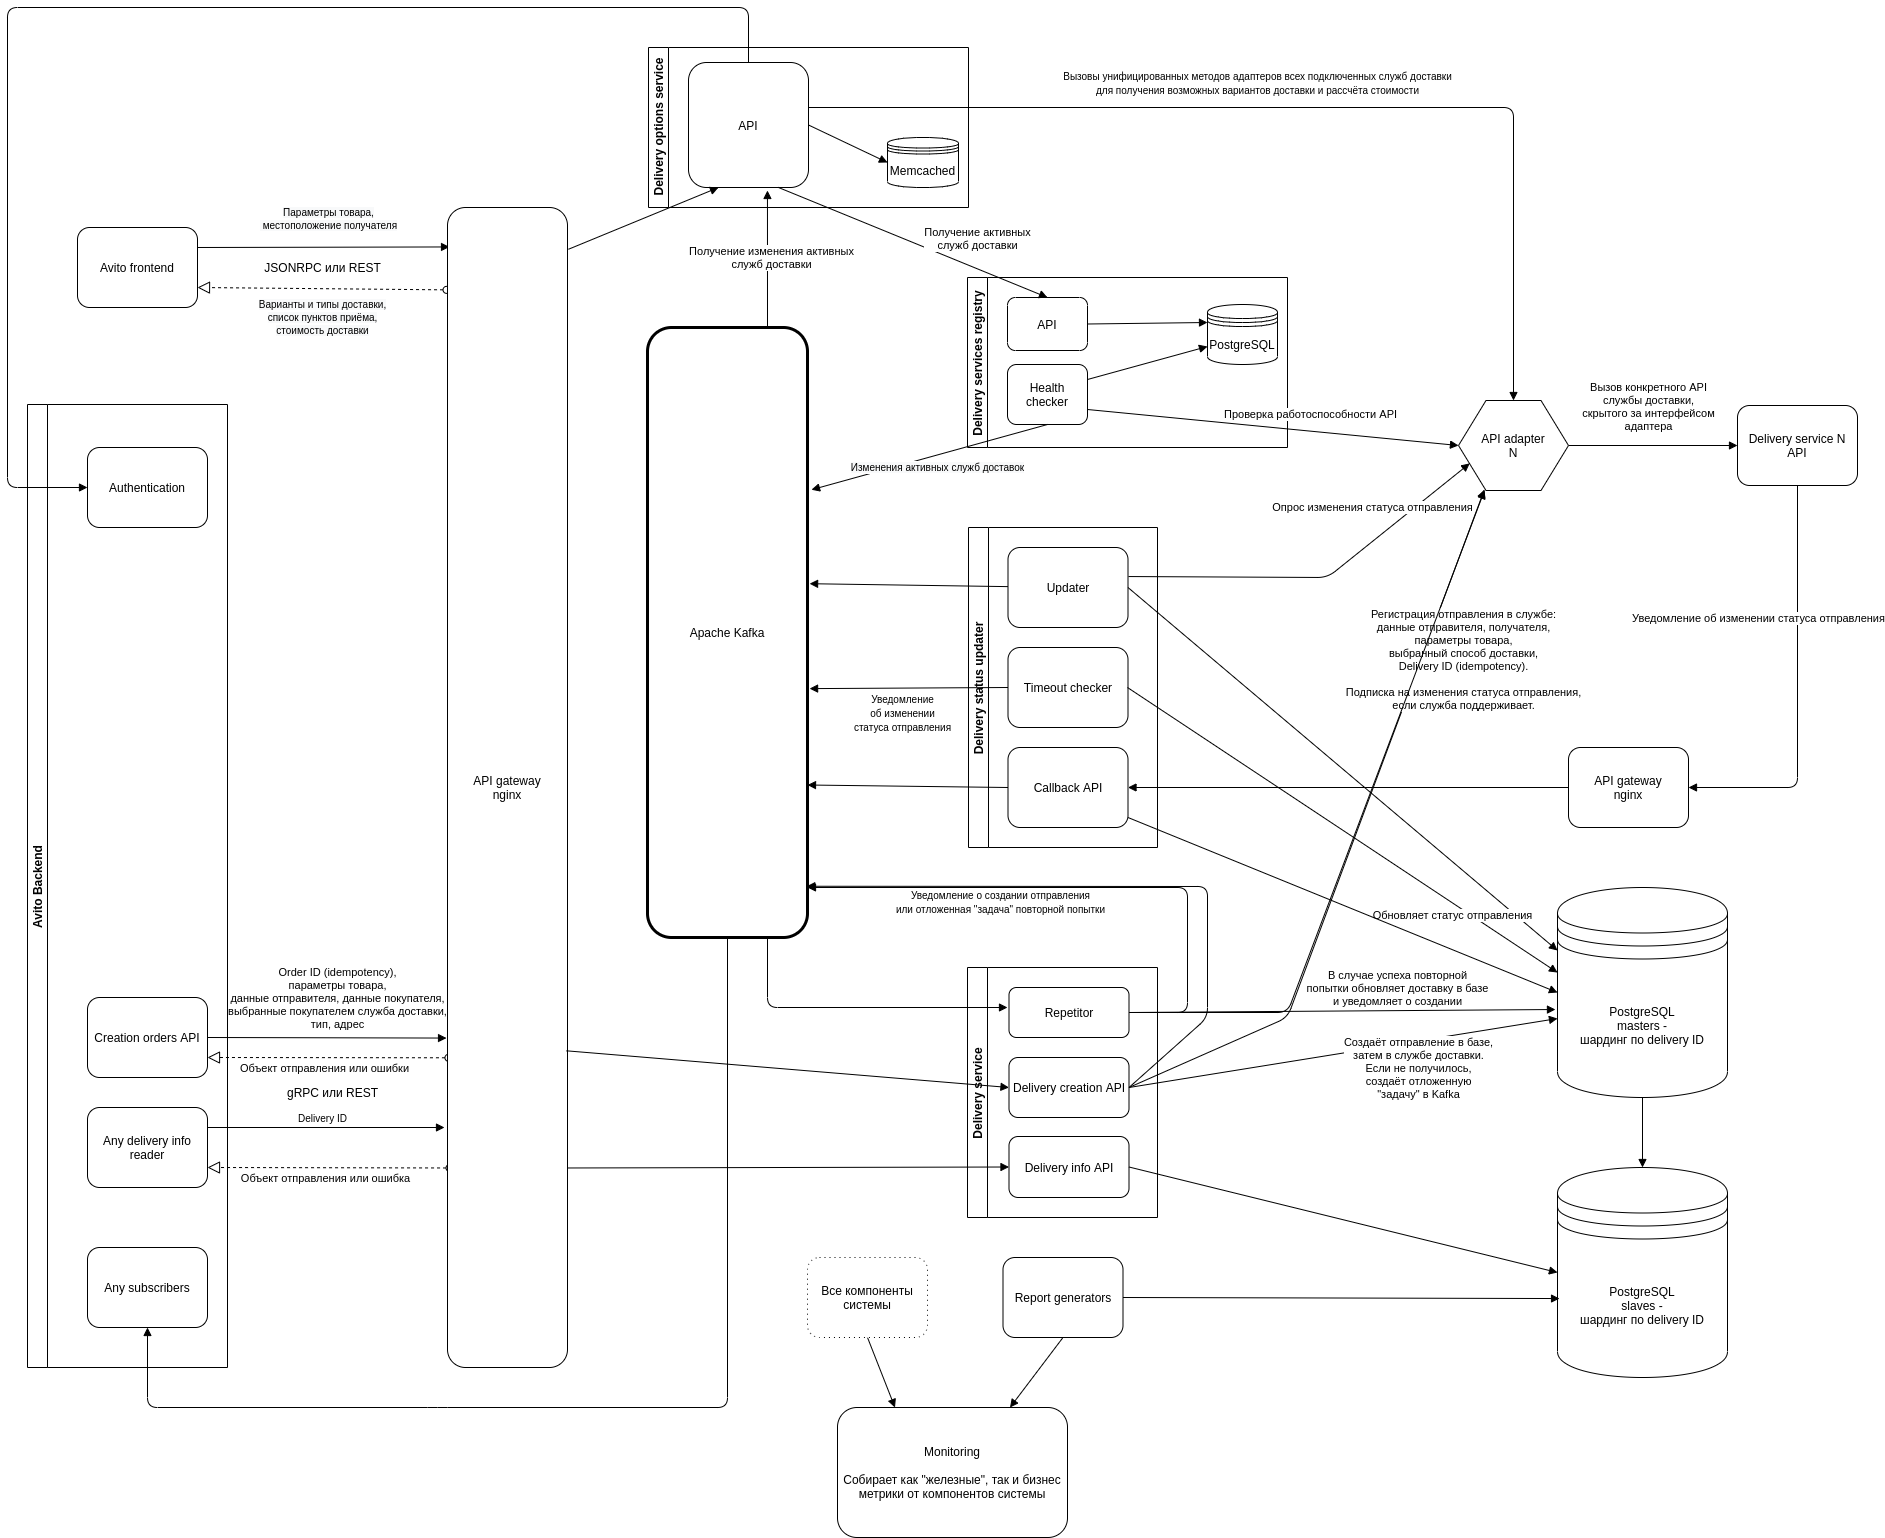 Delivery options service
API
Memcached
Вызовы унифицированных методов адаптеров всех подключенных служб доставки
для получения возможных вариантов доставки и рассчёта стоимости
Avito frontend
Параметры товара,
местоположение получателя
JSONRPC или REST
Варианты и типы доставки,
список пунктов приёма,
стоимость доставки
Получение изменения активных
служб доставки
Получение активных
служб доставки
Delivery services registry
API
PostgreSQL
Health
checker
Проверка работоспособности API
Изменения активных служб доставок
API adapter
N
Вызов конкретного API
службы доставки,
скрытого за интерфейсом
адаптера
Delivery service N
API
Опрос изменения статуса отправления
Avito Backend
Authentication
API gateway
nginx
Apache Kafka
Delivery status updater
Updater
Timeout checker
Callback API
Уведомление
об изменении
статуса отправления
Регистрация отправления в службе:
данные отправителя, получателя,
параметры товара,
выбранный способ доставки,
Delivery ID (idempotency).
Подписка на изменения статуса отправления,
если служба поддерживает.
Уведомление об изменении статуса отправления
API gateway
nginx
Уведомление о создании отправления
или отложенная "задача" повторной попытки
Обновляет статус отправления
Order ID (idempotency),
параметры товара,
данные отправителя, данные покупателя,
выбранные покупателем служба доставки,
тип, адрес
Creation orders API
Объект отправления или ошибки
gRPC или REST
Delivery ID
Any delivery info
reader
Объект отправления или ошибка
Any subscribers
Delivery service
Repetitor
Delivery creation API
Delivery info API
В случае успеха повторной
попытки обновляет доставку в базе
и уведомляет о создании
Создаёт отправление в базе,
затем в службе доставки.
Если не получилось,
создаёт отложенную
"задачу" в Kafka
PostgreSQL
masters -
шардинг по delivery ID
PostgreSQL
slaves -
шардинг по delivery ID
Все компоненты
системы
Report generators
Monitoring
Собирает как "железные", так и бизнес
метрики от компонентов системы